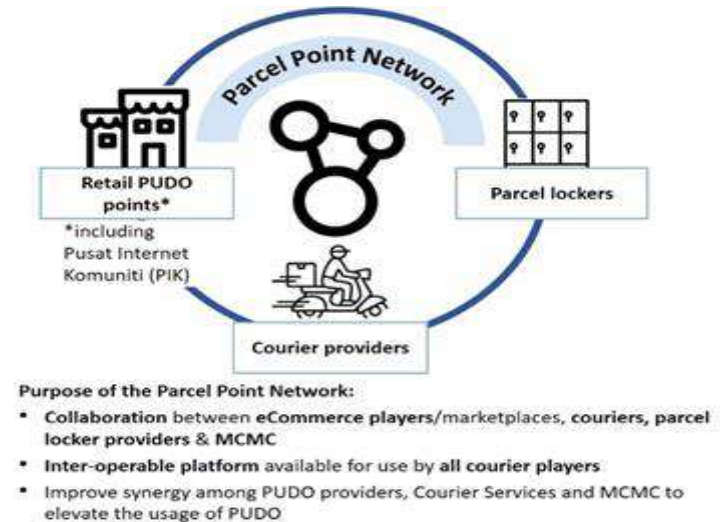 Parcel Point Network
Retail PUDO
points*
*including
Pusat Internet
Komuniti (PIK)
Parcel lockers
Courier providers
Purpose of the Parcel Point Network:
• Collaboration between eCommerce players/marketplaces, couriers, parcel
locker providers & MCMC
• Inter-operable platform available for use by all courier players
• Improve synergy among PUDO providers, Courier Services and MCMC to
elevate the usage of PUDO